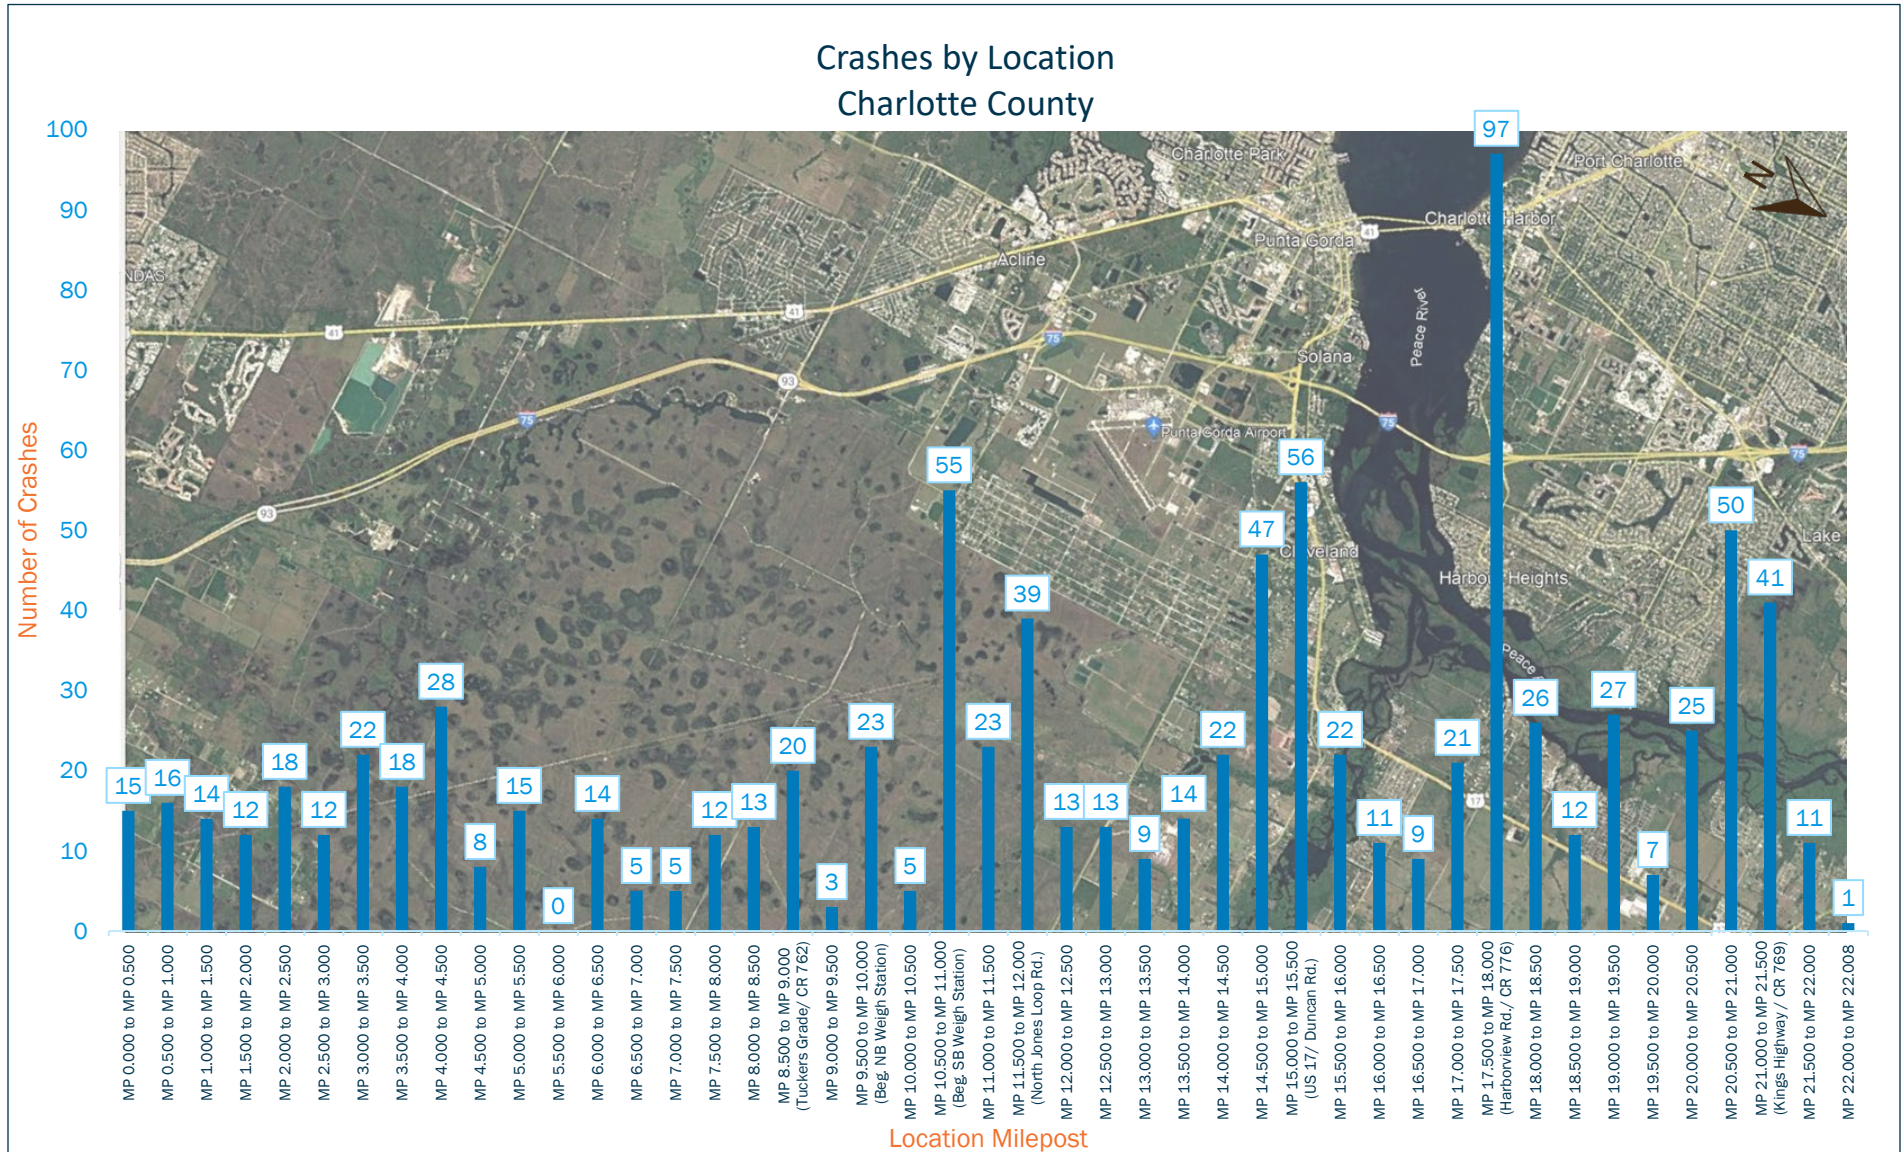 Crashes by Location
Charlotte County
Number of Crashes
100
90
80
70
60
50
40
30
20
10
0
15
16
14
12
18
12
22
18
28
8
15
0
14
5
5
12
13
20
3
23
5
55
23
39
13
13
9
14
22
47
56
22
11
9
21
97
26
12
27
7
25
50
41
11
1
NDAS
41
93
75
41
93
Acline
75
Charlotte Park
Punta Gorda
41
Charlotte Harbor
Port Charlotte
N
Peace River
Solana
Punta Gorda Airport
75
75
Cleveland
Harbour Heights
Lake
Peace
17
MP 0.000 to MP 0.500
MP 0.500 to MP 1.000
MP 1.000 to MP 1.500
MP 1.500 to MP 2.000
MP 2.000 to MP 2.500
MP 2.500 to MP 3.000
MP 3.000 to MP 3.500
MP 3.500 to MP 4.000
MP 4.000 to MP 4.500
MP 4.500 to MP 5.000
MP 5.000 to MP 5.500
MP 5.500 to MP 6.000
MP 6.000 to MP 6.500
MP 6.500 to MP 7.000
MP 7.000 to MP 7.500
MP 7.500 to MP 8.000
MP 8.000 to MP 8.500
MP 8.500 to MP 9.000
(Tuckers Grade/ CR 762)
MP 9.000 to MP 9.500
MP 9.500 to MP 10.000
(Beg. NB Weigh Station)
MP 10.000 to MP 10.500
MP 10.500 to MP 11.000
(Beg. SB Weigh Station)
MP 11.000 to MP 11.500
MP 11.500 to MP 12.000
(North Jones Loop Rd.)
MP 12.000 to MP 12.500
MP 12.500 to MP 13.000
MP 13.000 to MP 13.500
MP 13.500 to MP 14.000
MP 14.000 to MP 14.500
MP 14.500 to MP 15.000
MP 15.000 to MP 15.500
(US 17/ Duncan Rd.)
MP 15.500 to MP 16.000
MP 16.000 to MP 16.500
MP 16.500 to MP 17.000
MP 17.000 to MP 17.500
MP 17.500 to MP 18.000
(Harborview Rd./ CR 776)
MP 18.000 to MP 18.500
MP 18.500 to MP 19.000
MP 19.000 to MP 19.500
MP 19.500 to MP 20.000
MP 20.000 to MP 20.500
MP 20.500 to MP 21.000
MP 21.000 to MP 21.500
(Kings Highway / CR 769)
MP 21.500 to MP 22.000
MP 22.000 to MP 22.008
Location Milepost